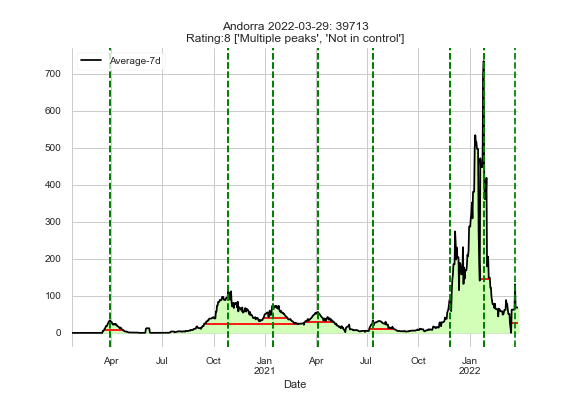 Andorra 2022-03-29: 39713
Rating:8 ['Multiple peaks', 'Not in control']
Average-7d
700
600
500
400
300
200
100
0
Apr Jul Oct Jan Apr Jul Oct Jan
2021 2022
Date